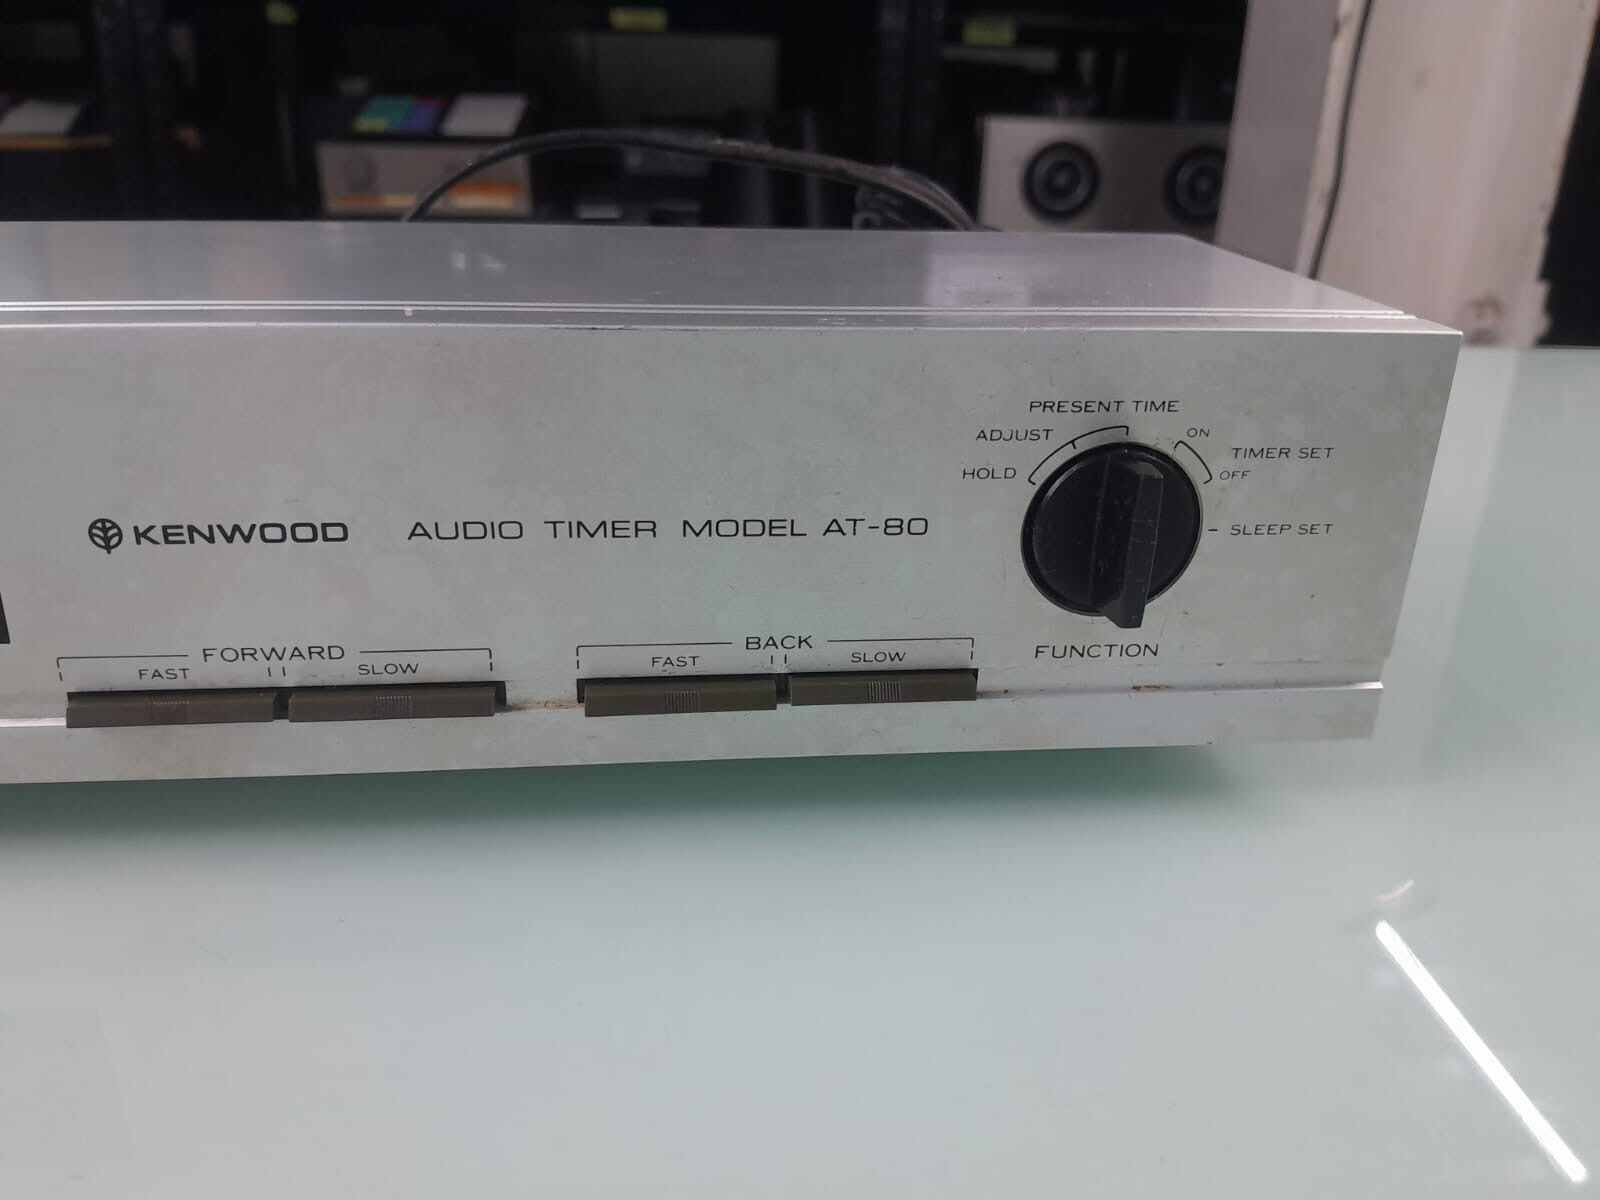 PRESENT TIME
ADJUST
ON
TIMER SET
HOLD
OFF
KENWOOD AUDIO TIMER MODEL AT-80
SLEEP SET
FORWARD
BACK
FUNCTION
FAST
SLOW
FAST
SLOW